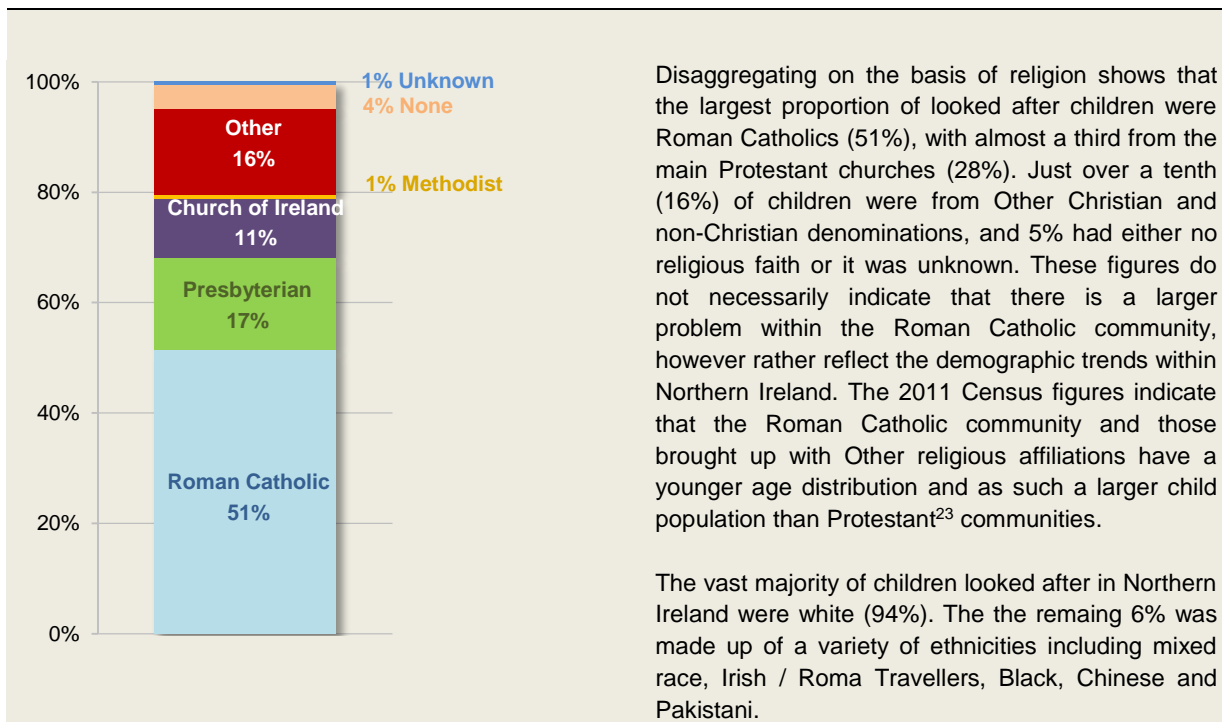 100%
80%
60%
40%
20%
0%
1% Unknown
4% None
Other
16%
1% Methodist
Church of Ireland
11%
Presbyterian
17%
Roman Catholic
51%
Disaggregating on the basis of religion shows that
the largest proportion of looked after children were
Roman Catholics (51%), with almost a third from the
main Protestant churches (28%). Just over a tenth
(16%) of children were from Other Christian and
non-Christian denominations, and 5% had either no
religious faith or it was unknown. These figures do
not necessarily indicate that there is a larger
problem within the Roman Catholic community,
however rather reflect the demographic trends within
Northern Ireland. The 2011 Census figures indicate
that the Roman Catholic community and those
brought up with Other religious affiliations have a
younger age distribution and as such a larger child
population than Protestant23 communities.
The vast majority of children looked after in Northern
Ireland were white (94%). The the remaing 6% was
made up of a variety of ethnicities including mixed
race, Irish / Roma Travellers, Black, Chinese and
Pakistani.